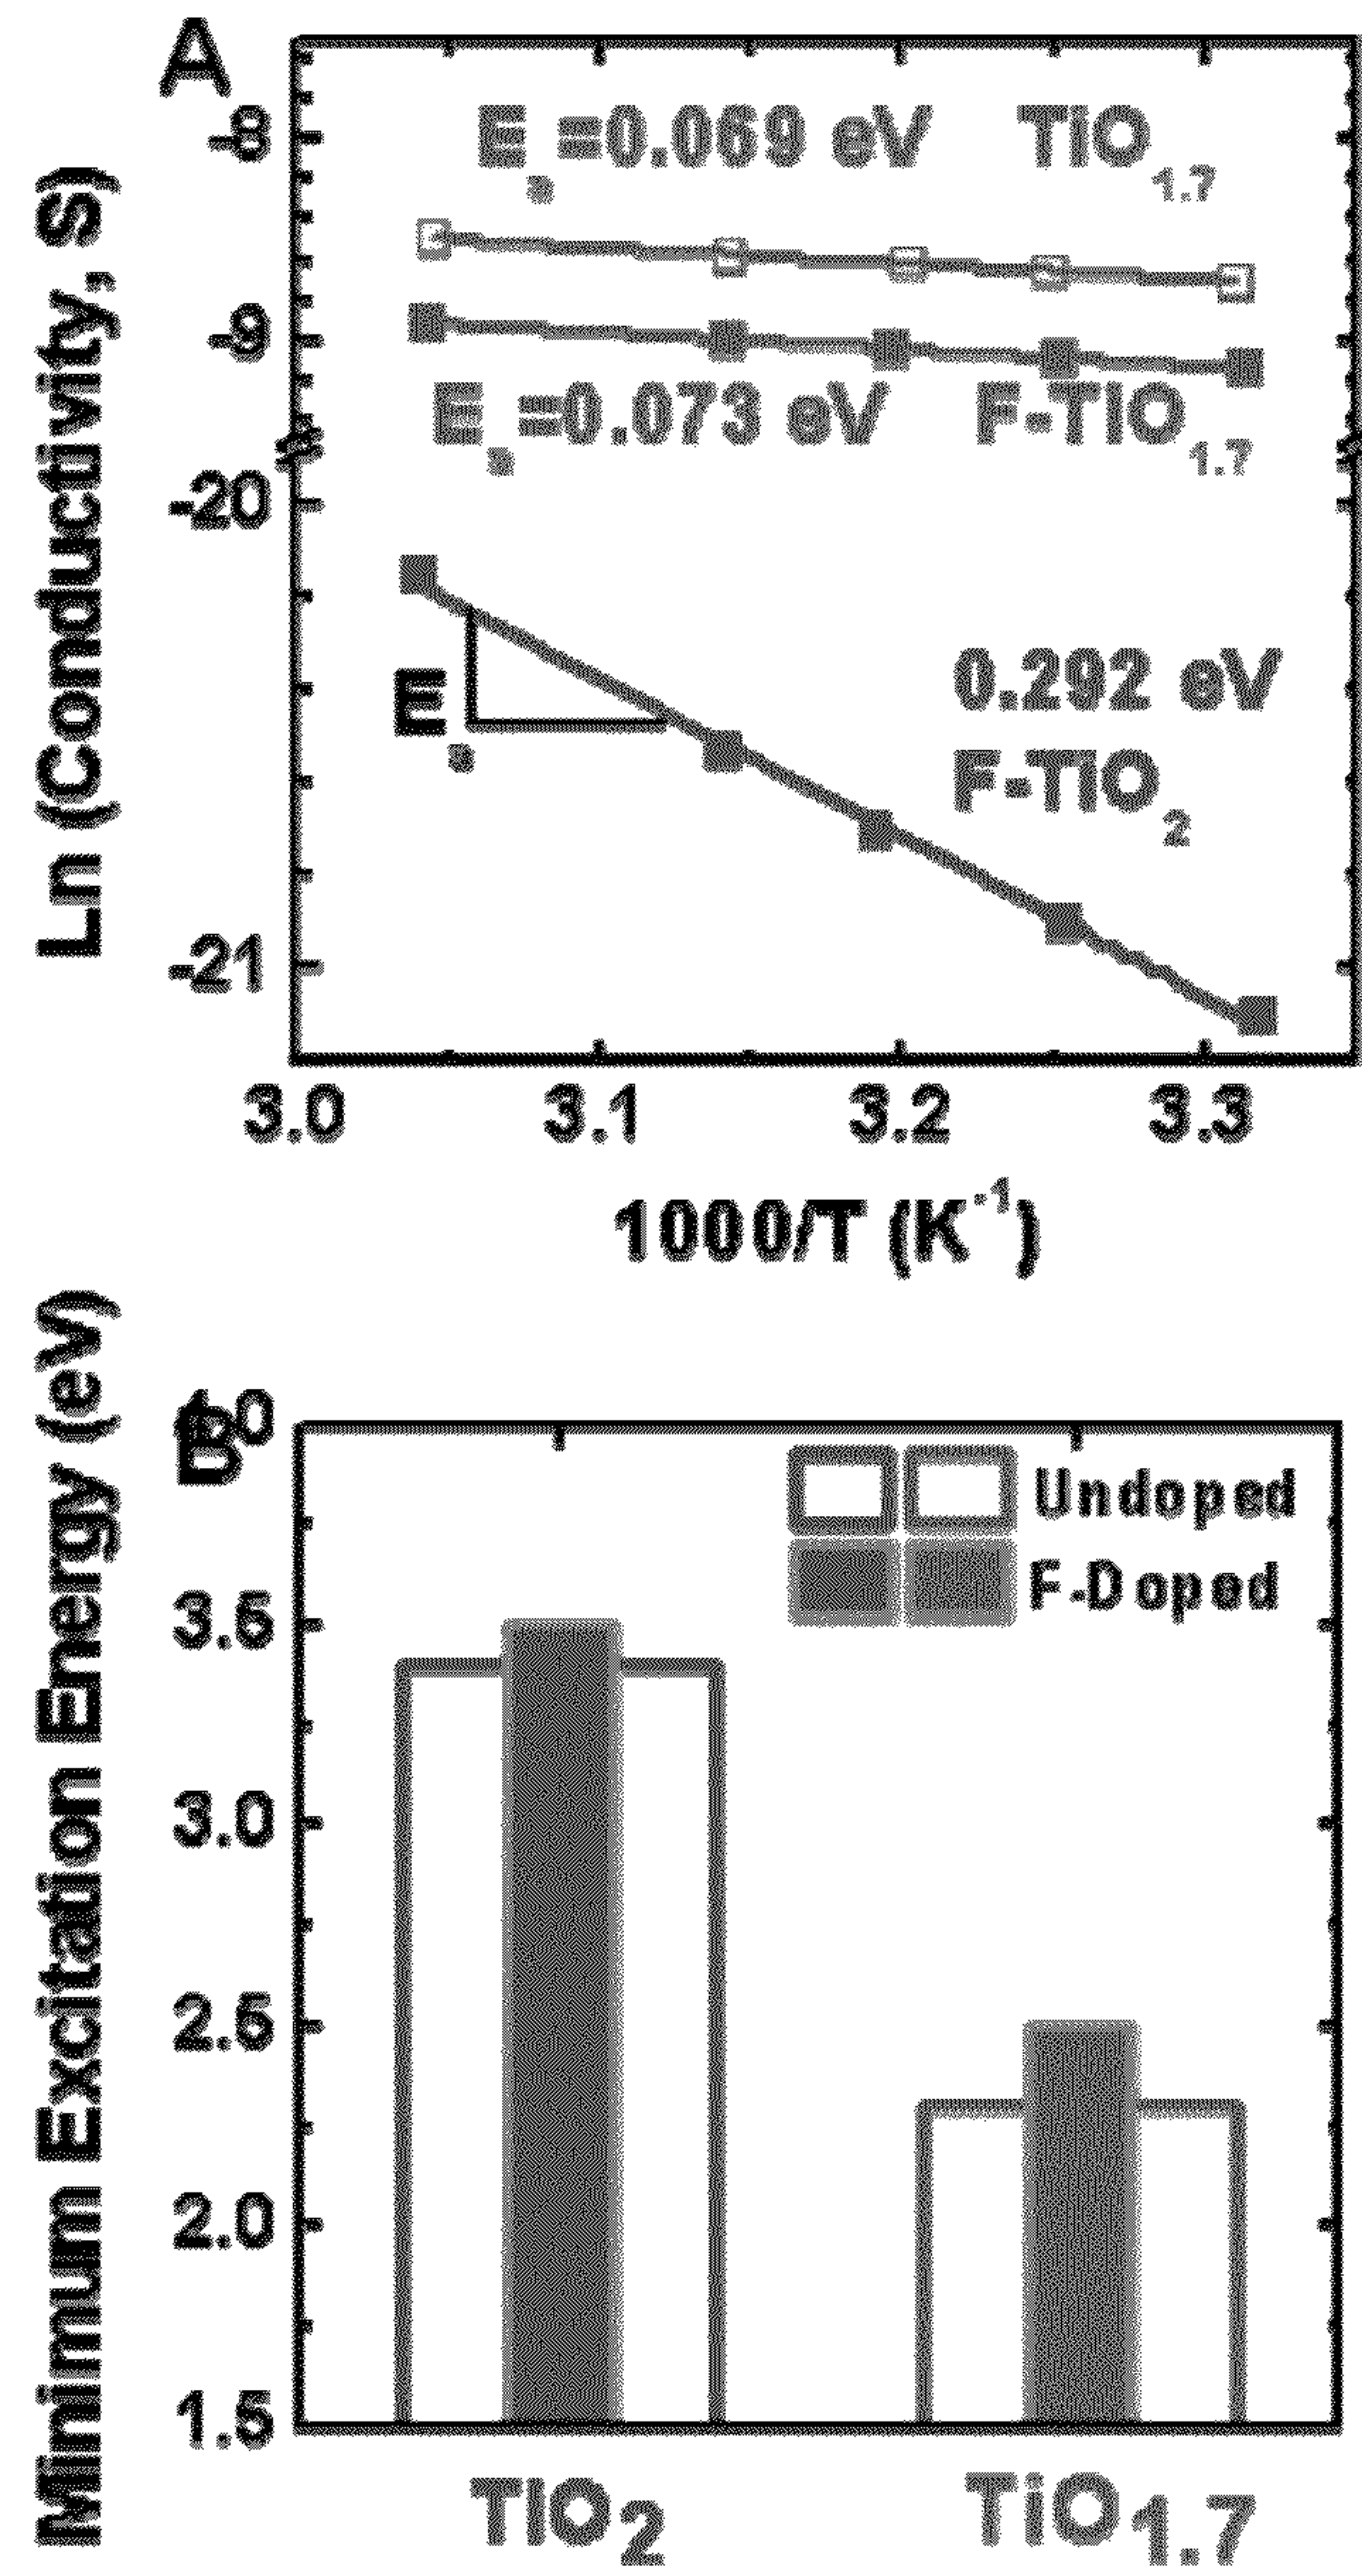 A
Ln (Conductivity, S)
-8
-9
-20
-21
Ea=0.069 eV TiO1.7
Ea=0.073 eV F-TiO1.7
Ea
0.292 eV
F-TiO2
3.0 3.1 3.2 3.3
1000/T (K-1)
B
Minimum Excitation Energy (eV)
4.0
3.5
3.0
2.5
2.0
1.5
Undoped
F-Doped
TiO2 TiO1.7